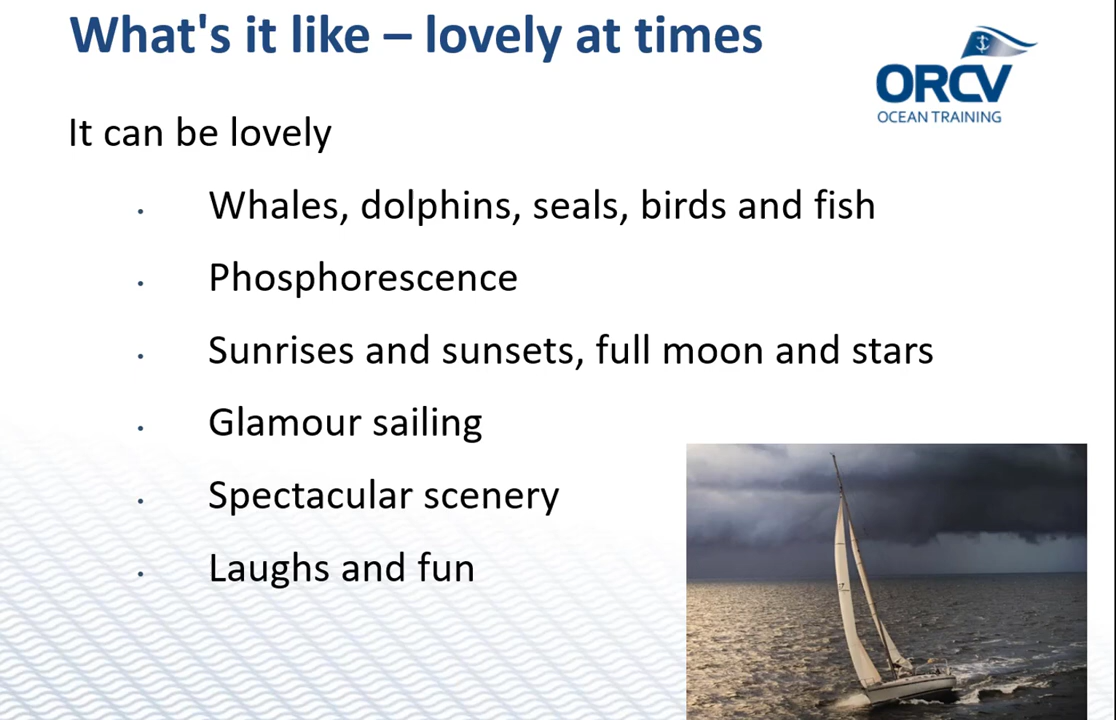 What's it like – lovely at times
ORCV
OCEAN TRAINING
It can be lovely
• Whales, dolphins, seals, birds and fish
• Phosphorescence
• Sunrises and sunsets, full moon and stars
• Glamour sailing
• Spectacular scenery
• Laughs and fun